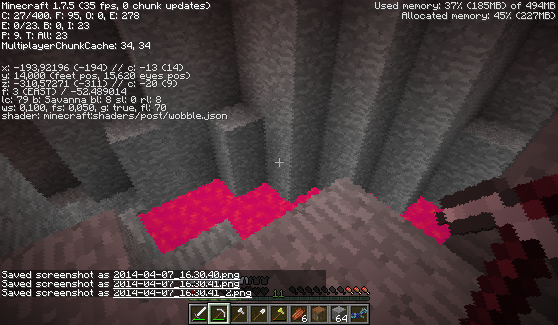 Minecraft 1.7.5 (35 fps, 0 chunk updates)
C: 27/400. F: 95, O: 0, E: 278
E: 0/23. B: 0, I: 23
P: 9. T: All: 23
MultiplayerChunkCache: 34, 34
Used memory: 37% (185MB) of 494MB
Allocated memory: 45% (227MB)
x: -193,92196 (-194) // c: -13 (14)
y: 14,000 (feet pos, 15,620 eyes pos)
z: -310,57271 (-311) // c: -20 (9)
f: 3 (EAST) / -52,489014
lc: 79 b: Savanna bl: 8 sl: 0 rl: 8
ws: 0,100, fs: 0,050, g: true, fl: 70
shader: minecraft:shaders/post/wobble.json
Saved screenshot as 2014-04-07_16.30.40.png
Saved screenshot as 2014-04-07_16.30.41.png
Saved screenshot as 2014-04-07_16.30.41_2.png
11
6
64